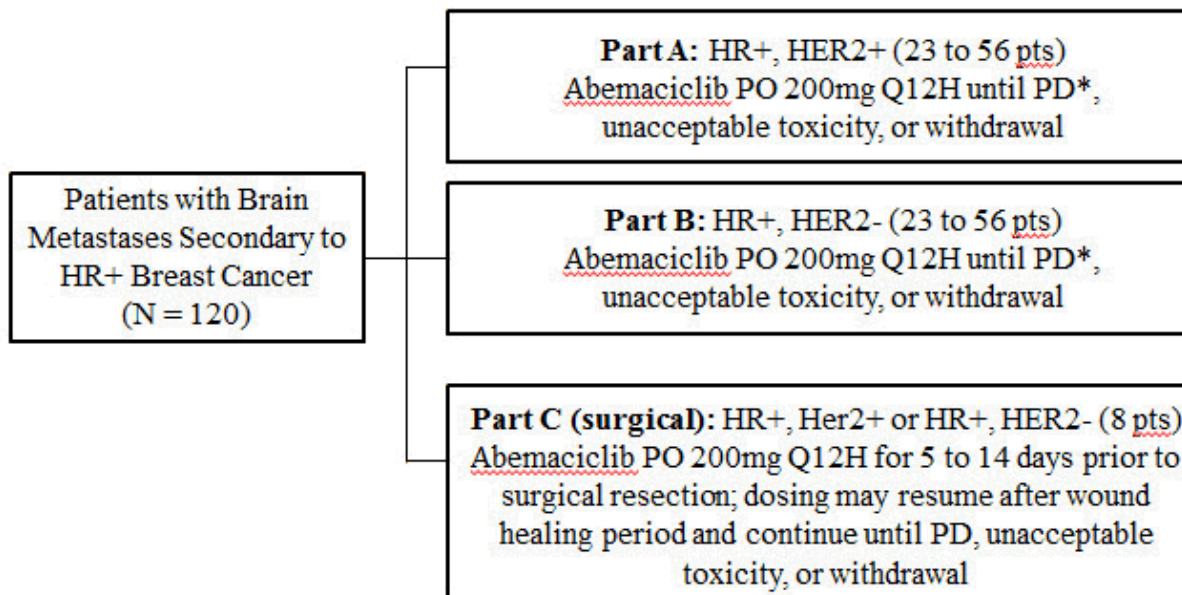 Patients with Brain
Metastases Secondary to
HR+ Breast Cancer
(N = 120)
Part A: HR+, HER2+ (23 to 56 pts)
Abemaciclib PO 200mg Q12H until PD*,
unacceptable toxicity, or withdrawal
Part B: HR+, HER2- (23 to 56 pts)
Abemaciclib PO 200mg Q12H until PD*,
unacceptable toxicity, or withdrawal
Part C (surgical): HR+, Her2+ or HR+, HER2- (8 pts)
Abemaciclib PO 200mg Q12H for 5 to 14 days prior to
surgical resection; dosing may resume after wound
healing period and continue until PD, unacceptable
toxicity, or withdrawal